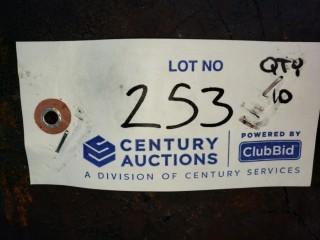 LOT NO QTY
253 10
CENTURY AUCTIONS
POWERED BY
ClubBid
A DIVISION OF CENTURY SERVICES